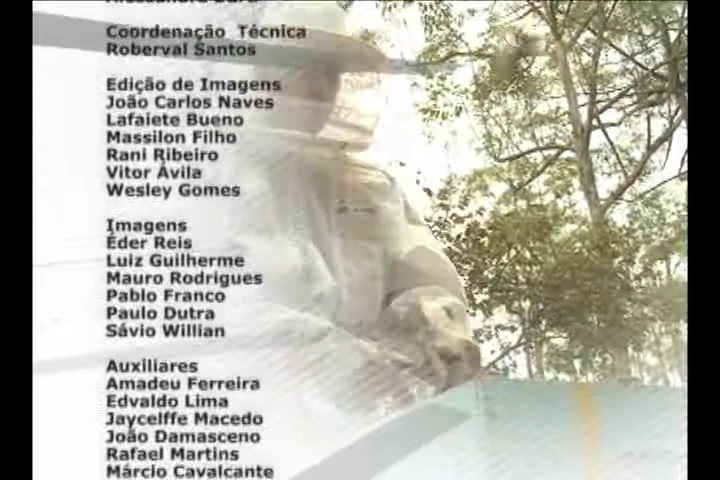 Coordenação Técnica
Roberval Santos
Edição de Imagens
João Carlos Naves
Lafaiete Bueno
Massilon Filho
Rani Ribeiro
Vitor Ávila
Wesley Gomes
Imagens
Éder Reis
Luiz Guilherme
Mauro Rodrigues
Pablo Franco
Paulo Dutra
Sávio Willian
Auxiliares
Amadeu Ferreira
Edvaldo Lima
Jaycelffe Macedo
João Damasceno
Rafael Martins
Márcio Cavalcante